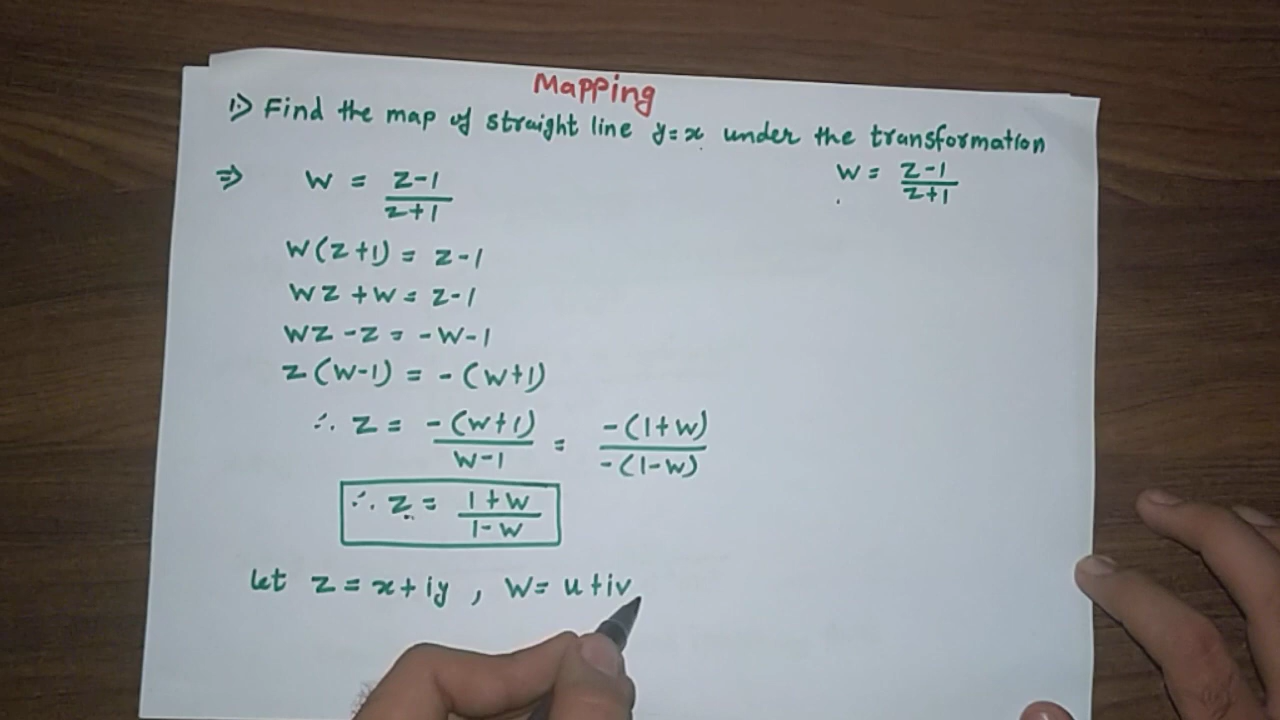 Mapping
1.> Find the map of straight line y=x under the transformation
w = z-1/z+1
⇒ w = z-1/z+1
w(z+1) = z-1
wz+w = z-1
wz-z = -w-1
z(w-1) = -(w+1)
∴ z = -(w+1)/w-1 = -(1+w)/-(1-w)
∴ z = 1+w/1-w
let z = x+iy , w = u+iv